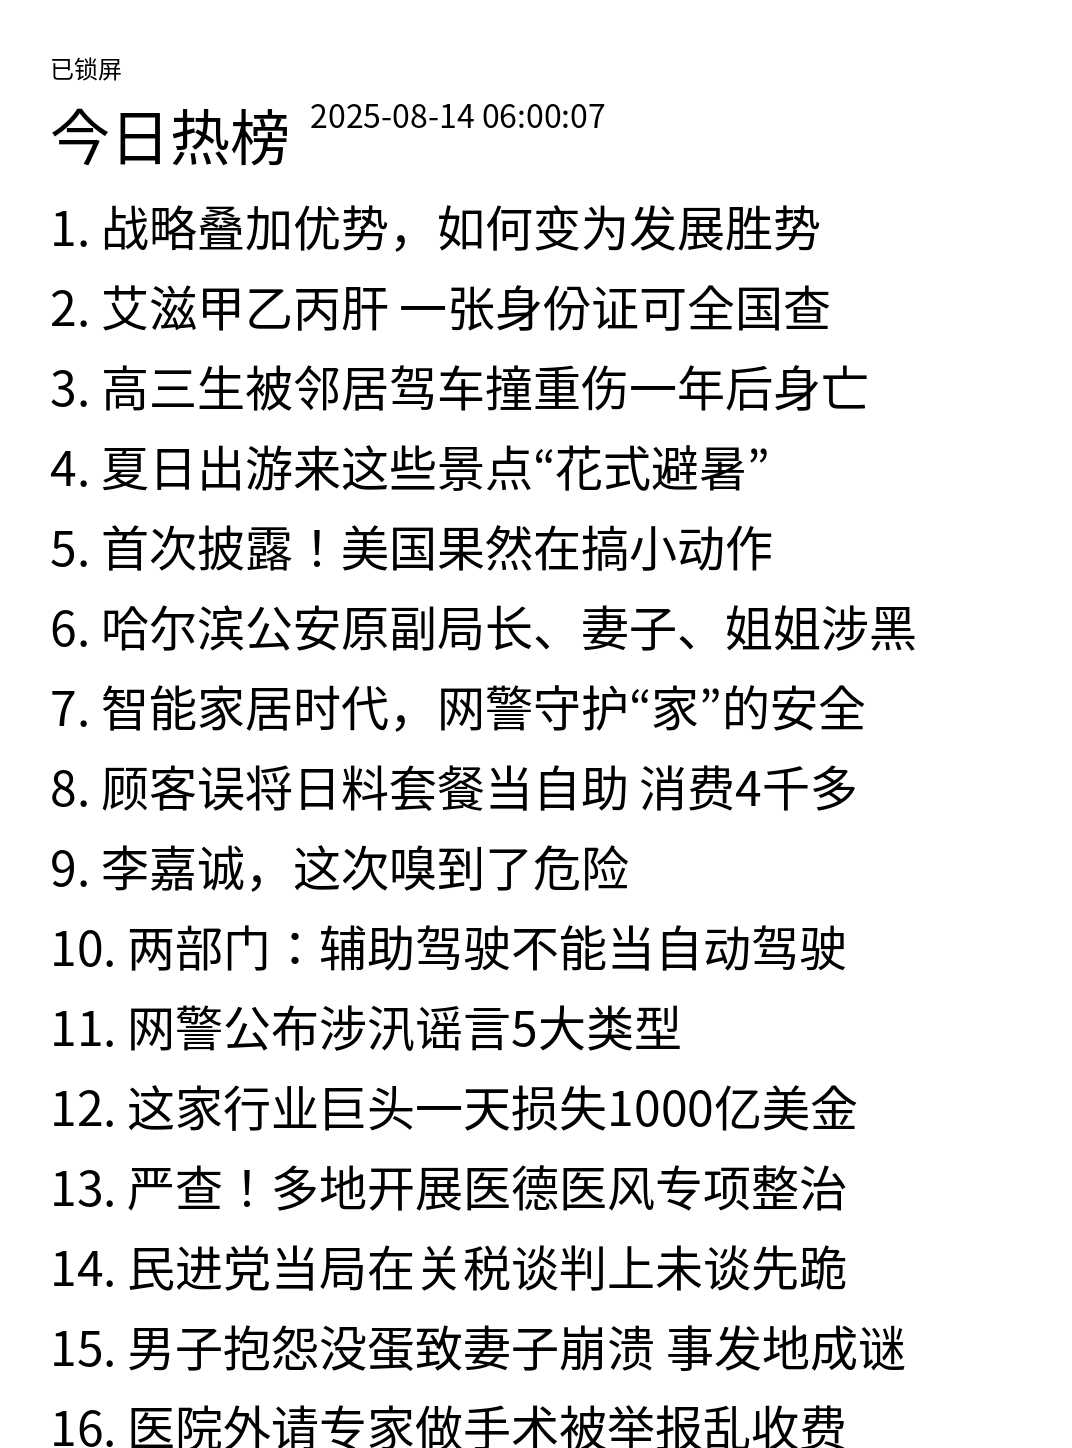 已锁屏
今日热榜 2025-08-14 06:00:07
1. 战略叠加优势，如何变为发展胜势
2. 艾滋甲乙丙肝 一张身份证可全国查
3. 高三生被邻居驾车撞重伤一年后身亡
4. 夏日出游来这些景点“花式避暑”
5. 首次披露！美国果然在搞小动作
6. 哈尔滨公安原副局长、妻子、姐姐涉黑
7. 智能家居时代，网警守护“家”的安全
8. 顾客误将日料套餐当自助 消费4千多
9. 李嘉诚，这次嗅到了危险
10. 两部门：辅助驾驶不能当自动驾驶
11. 网警公布涉汛谣言5大类型
12. 这家行业巨头一天损失1000亿美金
13. 严查！多地开展医德医风专项整治
14. 民进党当局在关税谈判上未谈先跪
15. 男子抱怨没蛋致妻子崩溃 事发地成谜
16. 医院外请专家做手术被举报乱收费